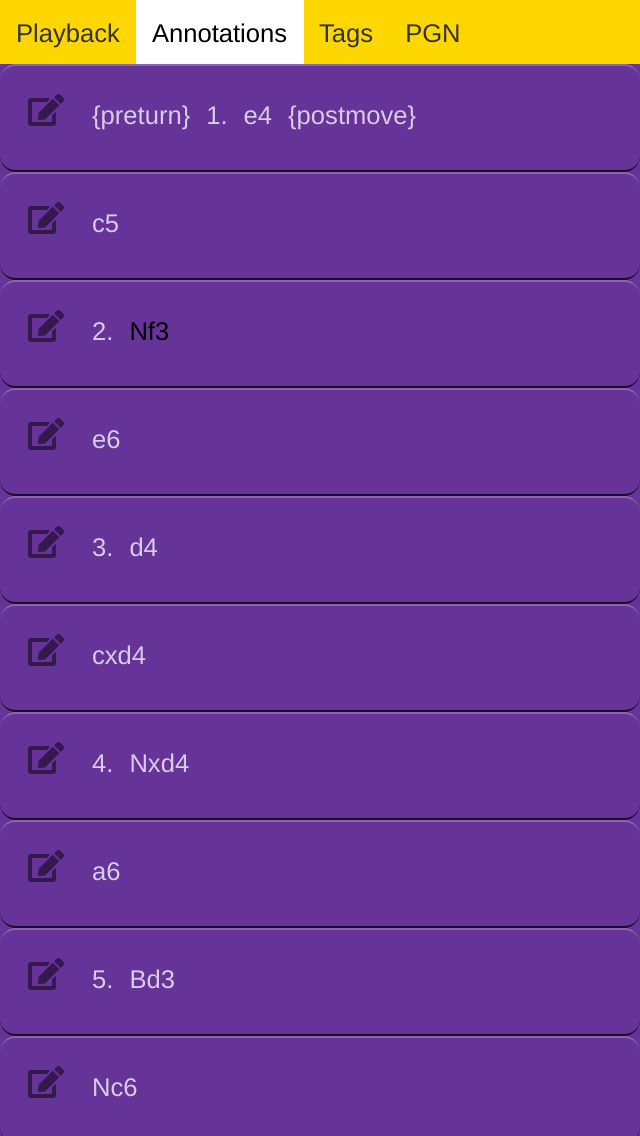 Playback Annotations Tags PGN
{preturn} 1. e4 {postmove}
c5
2. Nf3
e6
3. d4
cxd4
4. Nxd4
a6
5. Bd3
Nc6